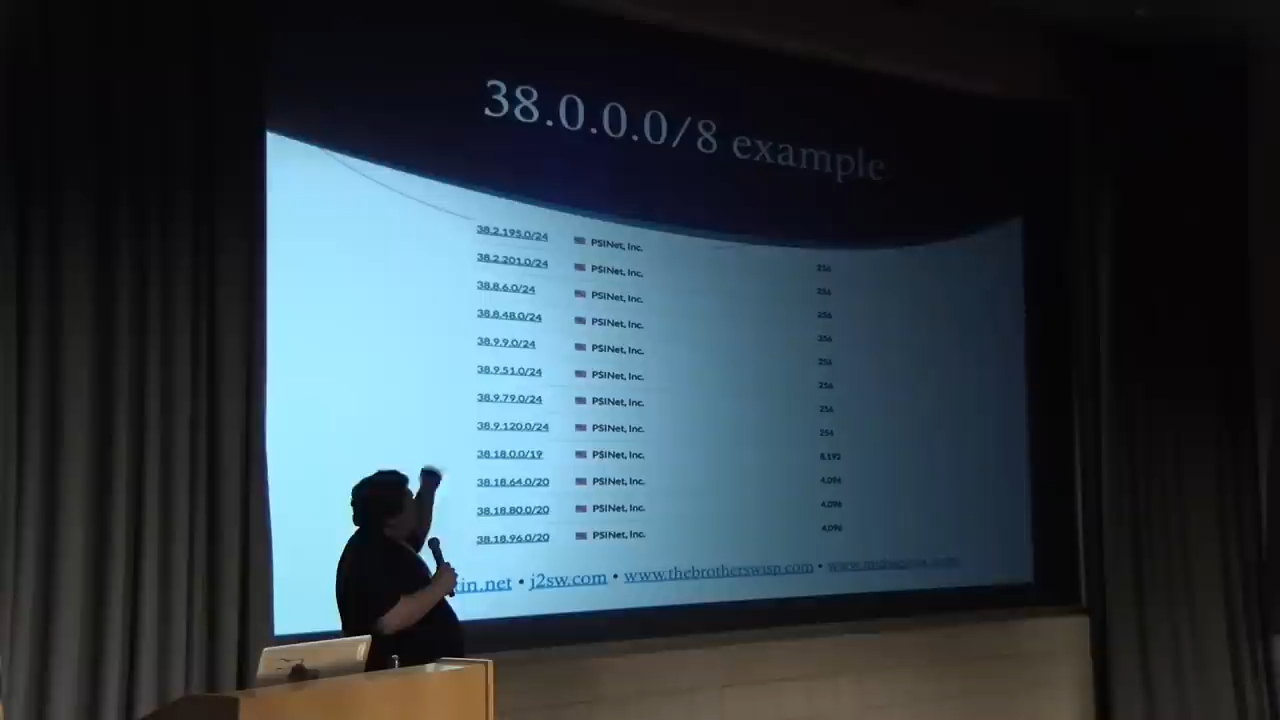 38.0.0.0/8 example
38.2.195.0/24 PSINet, Inc. 256
38.2.201.0/24 PSINet, Inc. 256
38.8.6.0/24 PSINet, Inc. 256
38.8.48.0/24 PSINet, Inc. 256
38.9.9.0/24 PSINet, Inc. 256
38.9.51.0/24 PSINet, Inc. 256
38.9.79.0/24 PSINet, Inc. 256
38.9.120.0/24 PSINet, Inc. 256
38.18.0.0/19 PSINet, Inc. 8,192
38.18.64.0/20 PSINet, Inc. 4,096
38.18.80.0/20 PSINet, Inc. 4,096
38.18.96.0/20 PSINet, Inc. 4,096
tin.net • j2sw.com • www.thebrotherswisp.com •